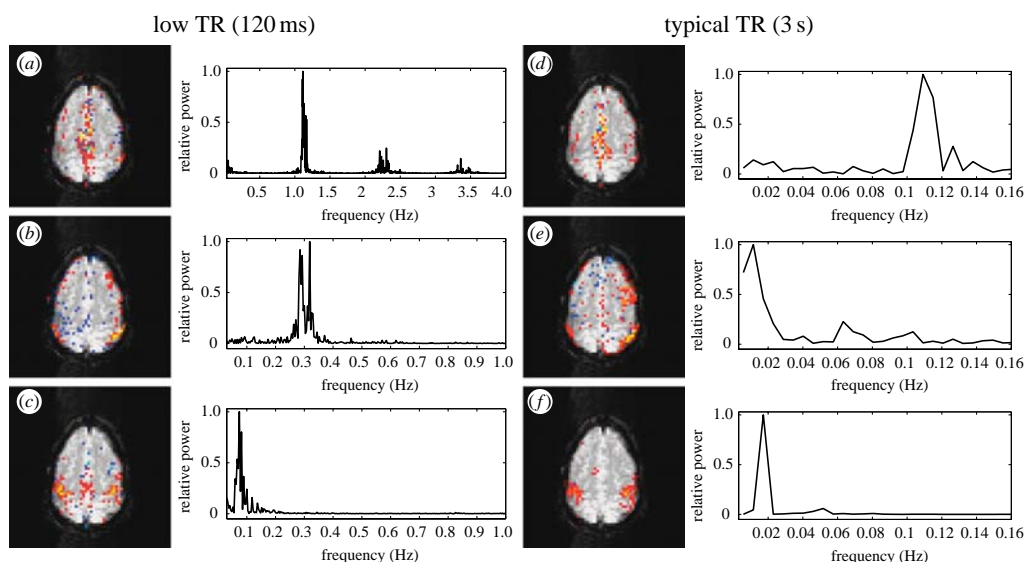 low TR (120 ms)
typical TR (3 s)
(a)
relative power
1.0
0.5
0
0.5 1.0 1.5 2.0 2.5 3.0 3.5 4.0
frequency (Hz)
(d)
relative power
1.0
0.5
0
0.02 0.04 0.06 0.08 0.1 0.12 0.14 0.16
frequency (Hz)
(b)
relative power
1.0
0.5
0
0.1 0.2 0.3 0.4 0.5 0.6 0.7 0.8 0.9 1.0
frequency (Hz)
(e)
relative power
1.0
0.5
0
0.02 0.04 0.06 0.08 0.1 0.12 0.14 0.16
frequency (Hz)
(c)
relative power
1.0
0.5
0
0.1 0.2 0.3 0.4 0.5 0.6 0.7 0.8 0.9 1.0
frequency (Hz)
(f)
relative power
1.0
0.5
0
0.02 0.04 0.06 0.08 0.1 0.12 0.14 0.16
frequency (Hz)